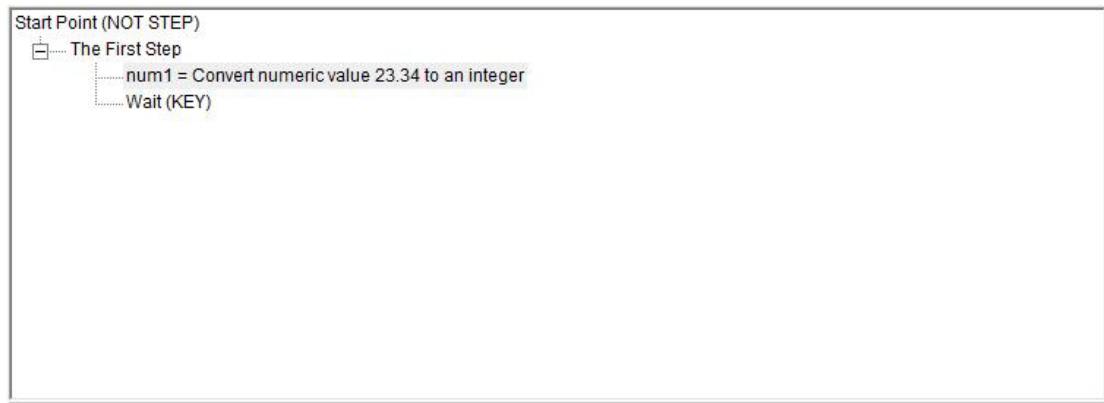 Start Point (NOT STEP)
The First Step
num1 = Convert numeric value 23.34 to an integer
Wait (KEY)